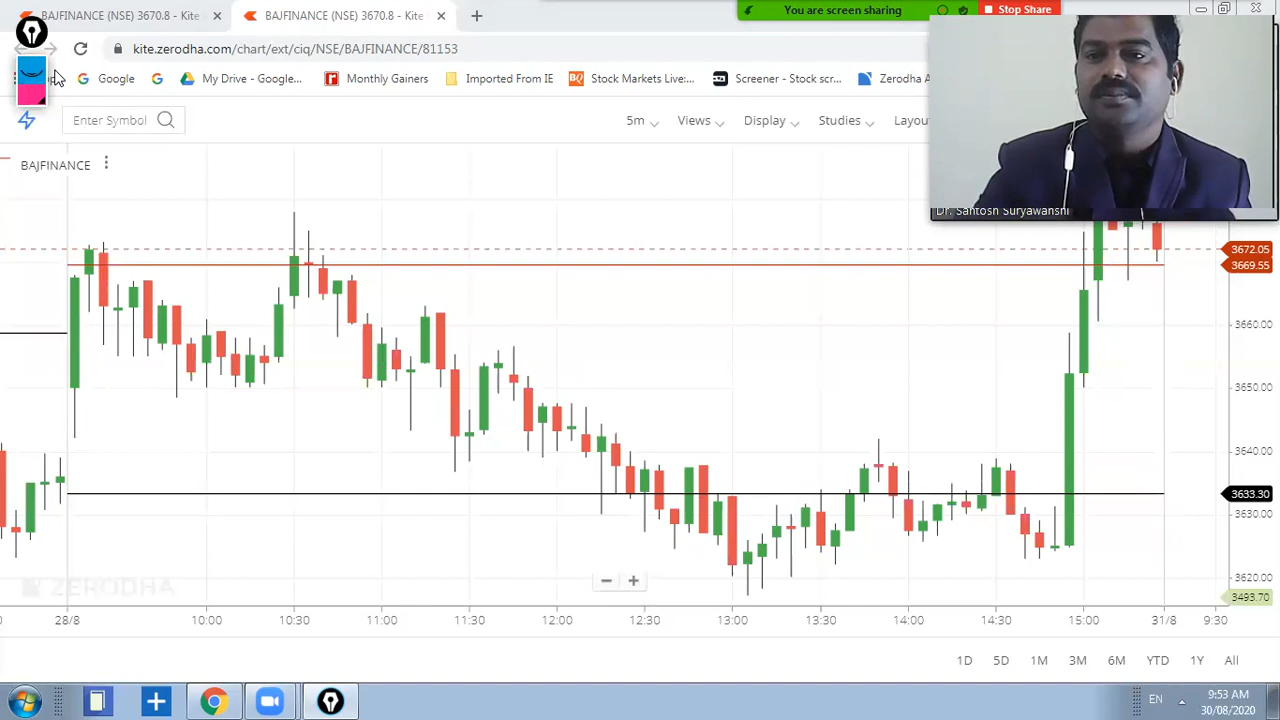 BAJFINANCE (NSE) 3670.8 - Kite
BAJFINANCE (NSE) 3670.8 - Kite
You are screen sharing
Stop Share
kite.zerodha.com/chart/ext/ciq/NSE/BAJFINANCE/81153
Google
My Drive - Google...
Monthly Gainers
Imported From IE
Stock Markets Live:...
Screener - Stock scr...
Zerodha A
Enter Symbol
5m
Views
Display
Studies
Layou
Dr. Santosh Suryawanshi
BAJFINANCE
3672.05
3669.55
3660.00
3650.00
3640.00
3633.30
3630.00
3620.00
3493.70
ZERODHA
28/8
10:00
10:30
11:00
11:30
12:00
12:30
13:00
13:30
14:00
14:30
15:00
31/8
9:30
1D
5D
1M
3M
6M
YTD
1Y
All
EN
9:53 AM
30/08/2020